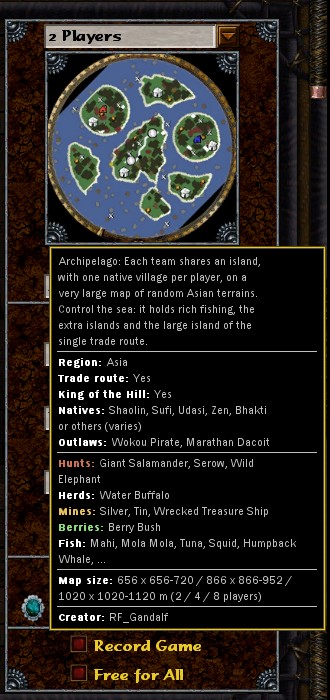 2 Players
Archipelago: Each team shares an island,
with one native village per player, on a
very large map of random Asian terrains.
Control the sea: it holds rich fishing, the
extra islands and the large island of the
single trade route.
Region: Asia
Trade route: Yes
King of the Hill: Yes
Natives: Shaolin, Sufi, Udasi, Zen, Bhakti
or others (varies)
Outlaws: Wokou Pirate, Marathan Dacoit
Hunts: Giant Salamander, Serow, Wild
Elephant
Herds: Water Buffalo
Mines: Silver, Tin, Wrecked Treasure Ship
Berries: Berry Bush
Fish: Mahi, Mola Mola, Tuna, Squid, Humpback
Whale, ...
Map size: 656 x 656-720 / 866 x 866-952 /
1020 x 1020-1120 m (2 / 4 / 8 players)
Creator: RF_Gandalf
Record Game
Free for All